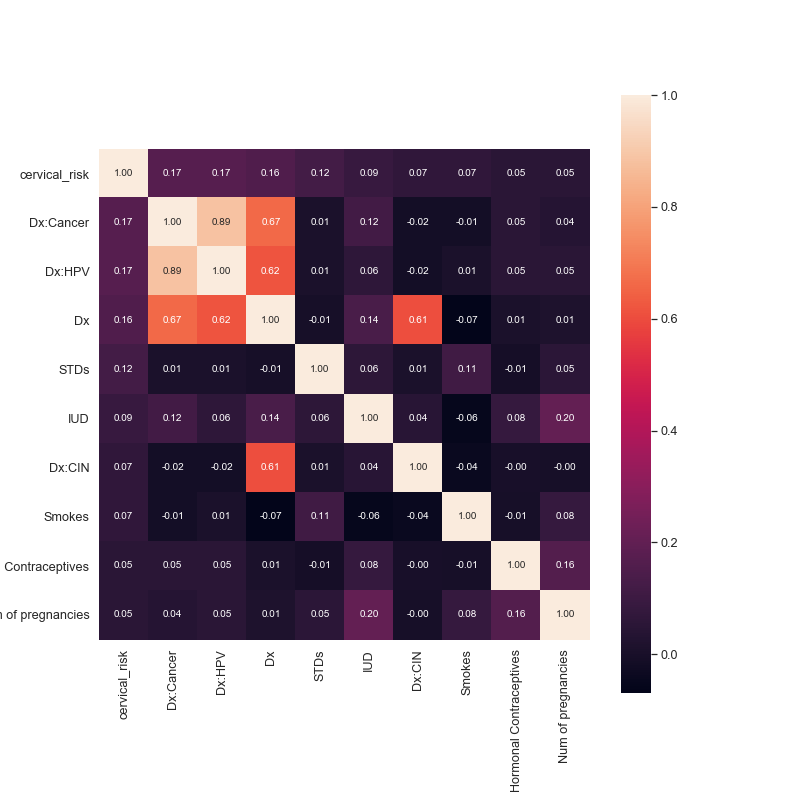 cervical_risk 1.00 0.17 0.17 0.16 0.12 0.09 0.07 0.07 0.05 0.05
Dx:Cancer 0.17 1.00 0.89 0.67 0.01 0.12 -0.02 -0.01 0.05 0.04
Dx:HPV 0.17 0.89 1.00 0.62 0.01 0.06 -0.02 0.01 0.05 0.05
Dx 0.16 0.67 0.62 1.00 -0.01 0.14 0.61 -0.07 0.01 0.01
STDs 0.12 0.01 0.01 -0.01 1.00 0.06 0.01 0.11 -0.01 0.05
IUD 0.09 0.12 0.06 0.14 0.06 1.00 0.04 -0.06 0.08 0.20
Dx:CIN 0.07 -0.02 -0.02 0.61 0.01 0.04 1.00 -0.04 -0.00 -0.00
Smokes 0.07 -0.01 0.01 -0.07 0.11 -0.06 -0.04 1.00 -0.01 0.08
Contraceptives 0.05 0.05 0.05 0.01 -0.01 0.08 -0.00 -0.01 1.00 0.16
of pregnancies 0.05 0.04 0.05 0.01 0.05 0.20 -0.00 0.08 0.16 1.00
cervical_risk
Dx:Cancer
Dx:HPV
Dx
STDs
IUD
Dx:CIN
Smokes
Hormonal Contraceptives
Num of pregnancies
1.0
0.8
0.6
0.4
0.2
0.0